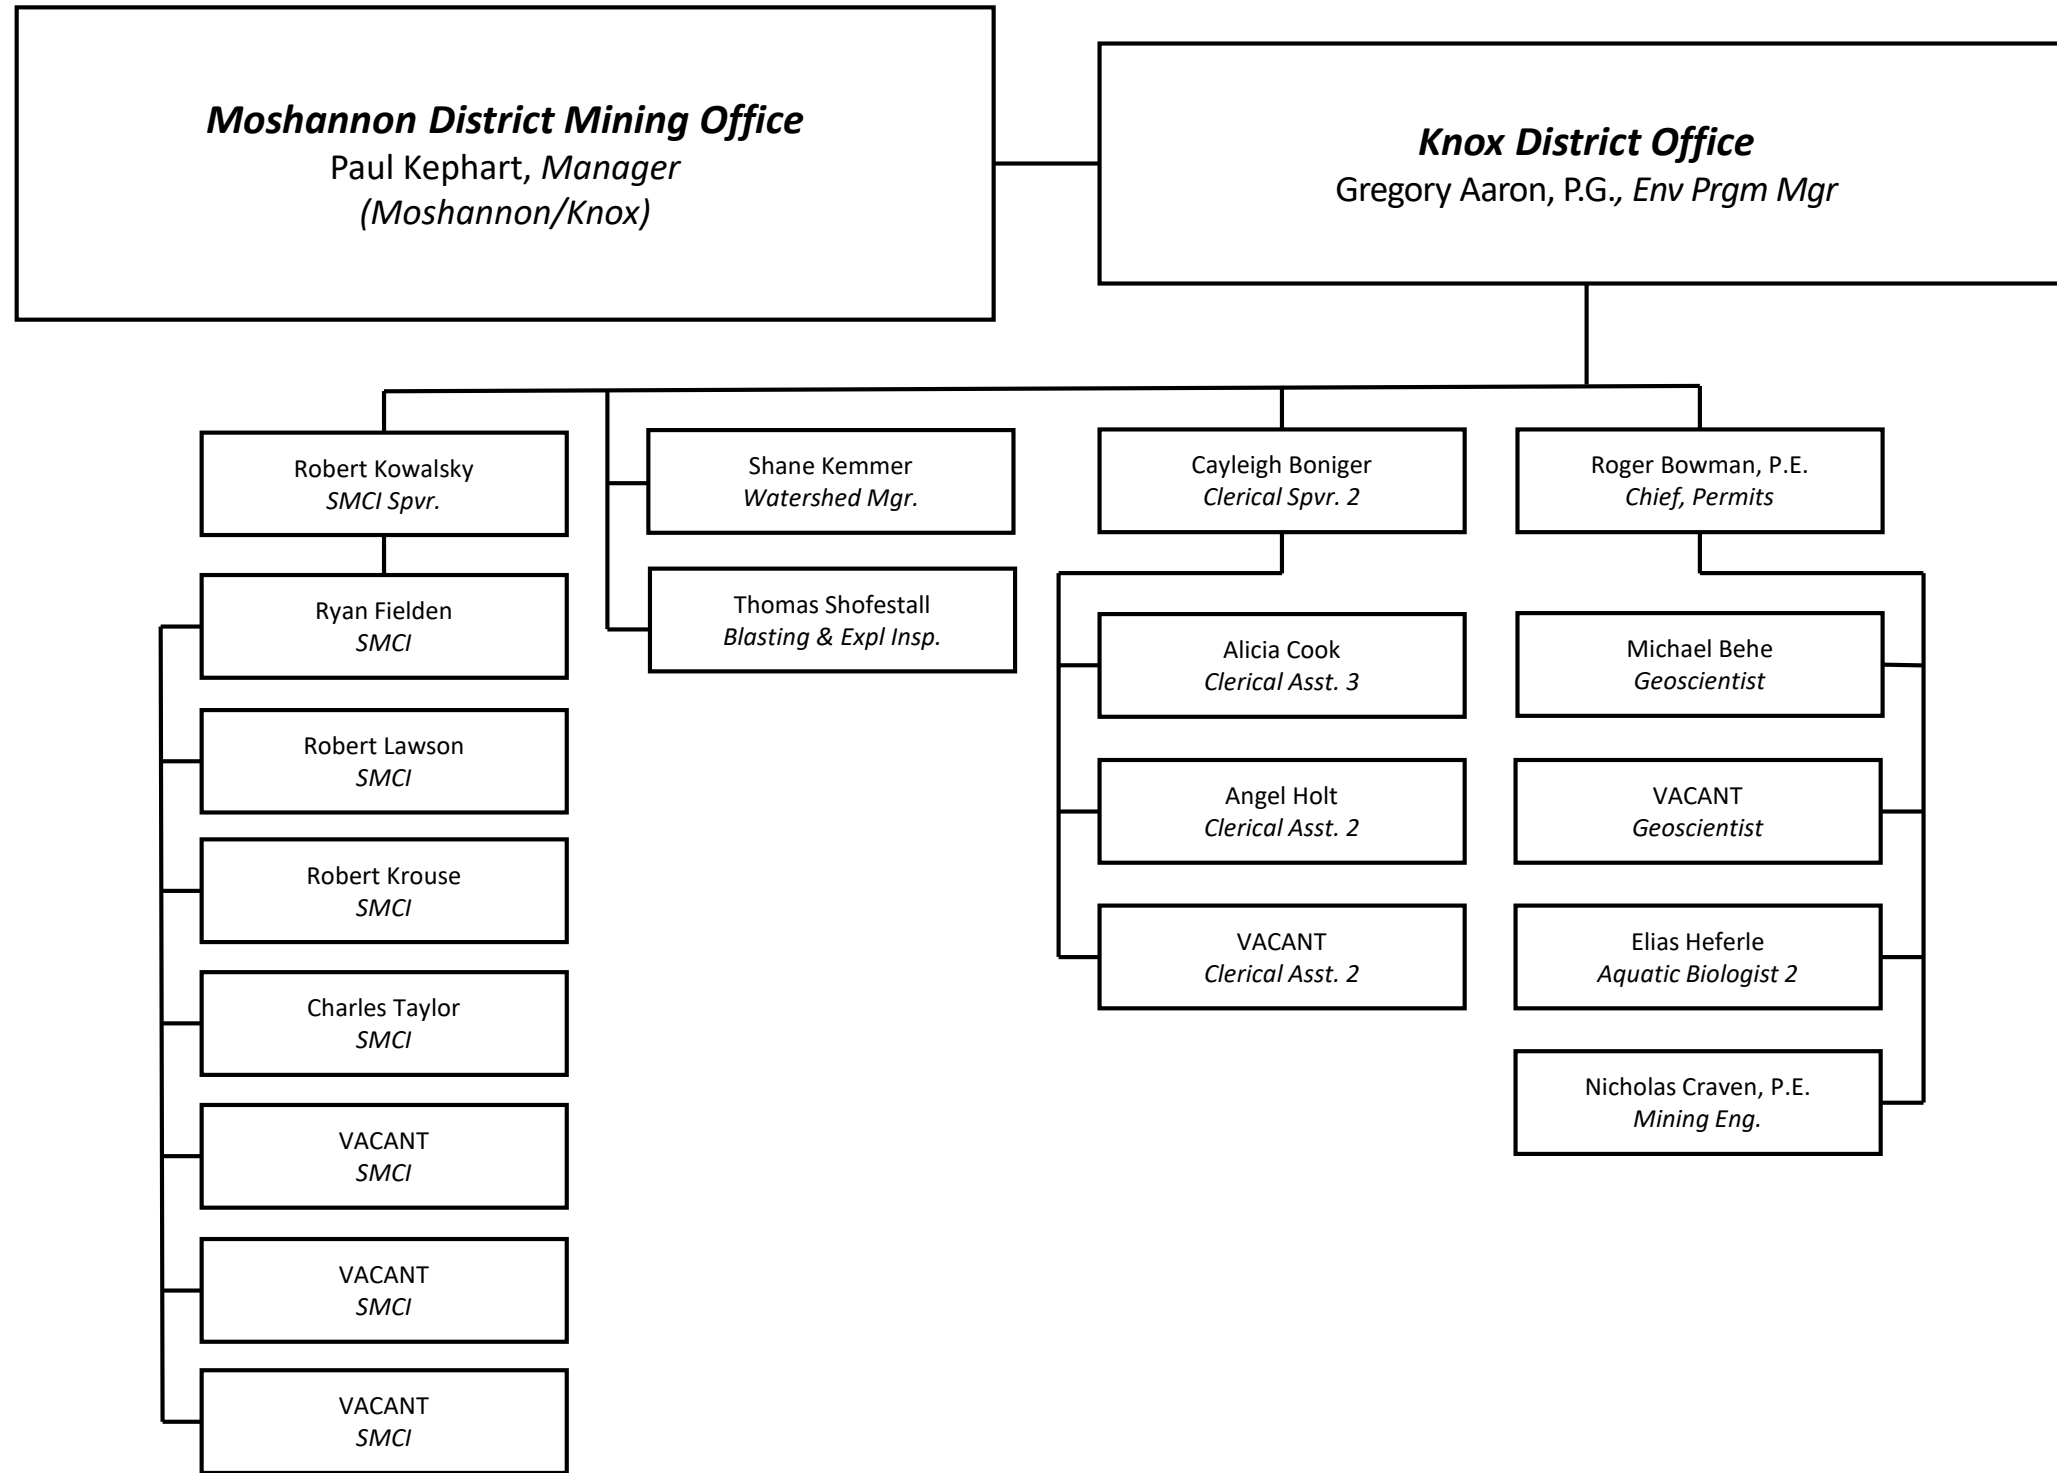 Moshannon District Mining Office
Paul Kephart, Manager
(Moshannon/Knox)
Knox District Office
Gregory Aaron, P.G., Env Prgm Mgr
Robert Kowalsky
SMCI Spvr.
Ryan Fielden
SMCI
Robert Lawson
SMCI
Robert Krouse
SMCI
Charles Taylor
SMCI
VACANT
SMCI
VACANT
SMCI
VACANT
SMCI
Shane Kemmer
Watershed Mgr.
Thomas Shofestall
Blasting & Expl Insp.
Cayleigh Boniger
Clerical Spvr. 2
Alicia Cook
Clerical Asst. 3
Angel Holt
Clerical Asst. 2
VACANT
Clerical Asst. 2
Roger Bowman, P.E.
Chief, Permits
Michael Behe
Geoscientist
VACANT
Geoscientist
Elias Heferle
Aquatic Biologist 2
Nicholas Craven, P.E.
Mining Eng.